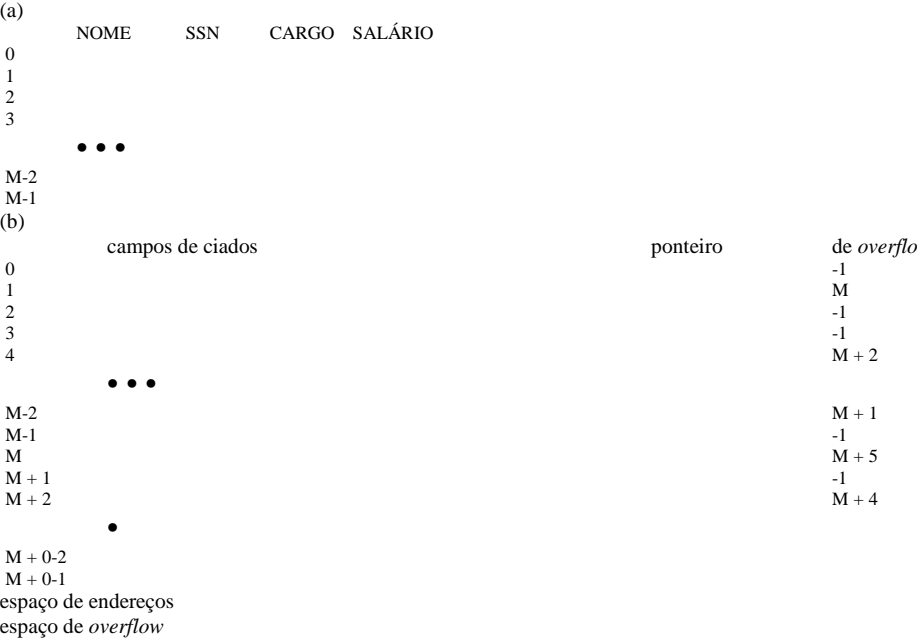 (a)
NOME SSN CARGO SALÁRIO
0
1
2
3
● ● ●
M-2
M-1
(b)
campos de ciados ponteiro de overflo
0 -1
1 M
2 -1
3 -1
4 M + 2
● ● ●
M-2 M + 1
M-1 -1
M M + 5
M + 1 -1
M + 2 M + 4
●
M + 0-2
M + 0-1
espaço de endereços
espaço de overflow